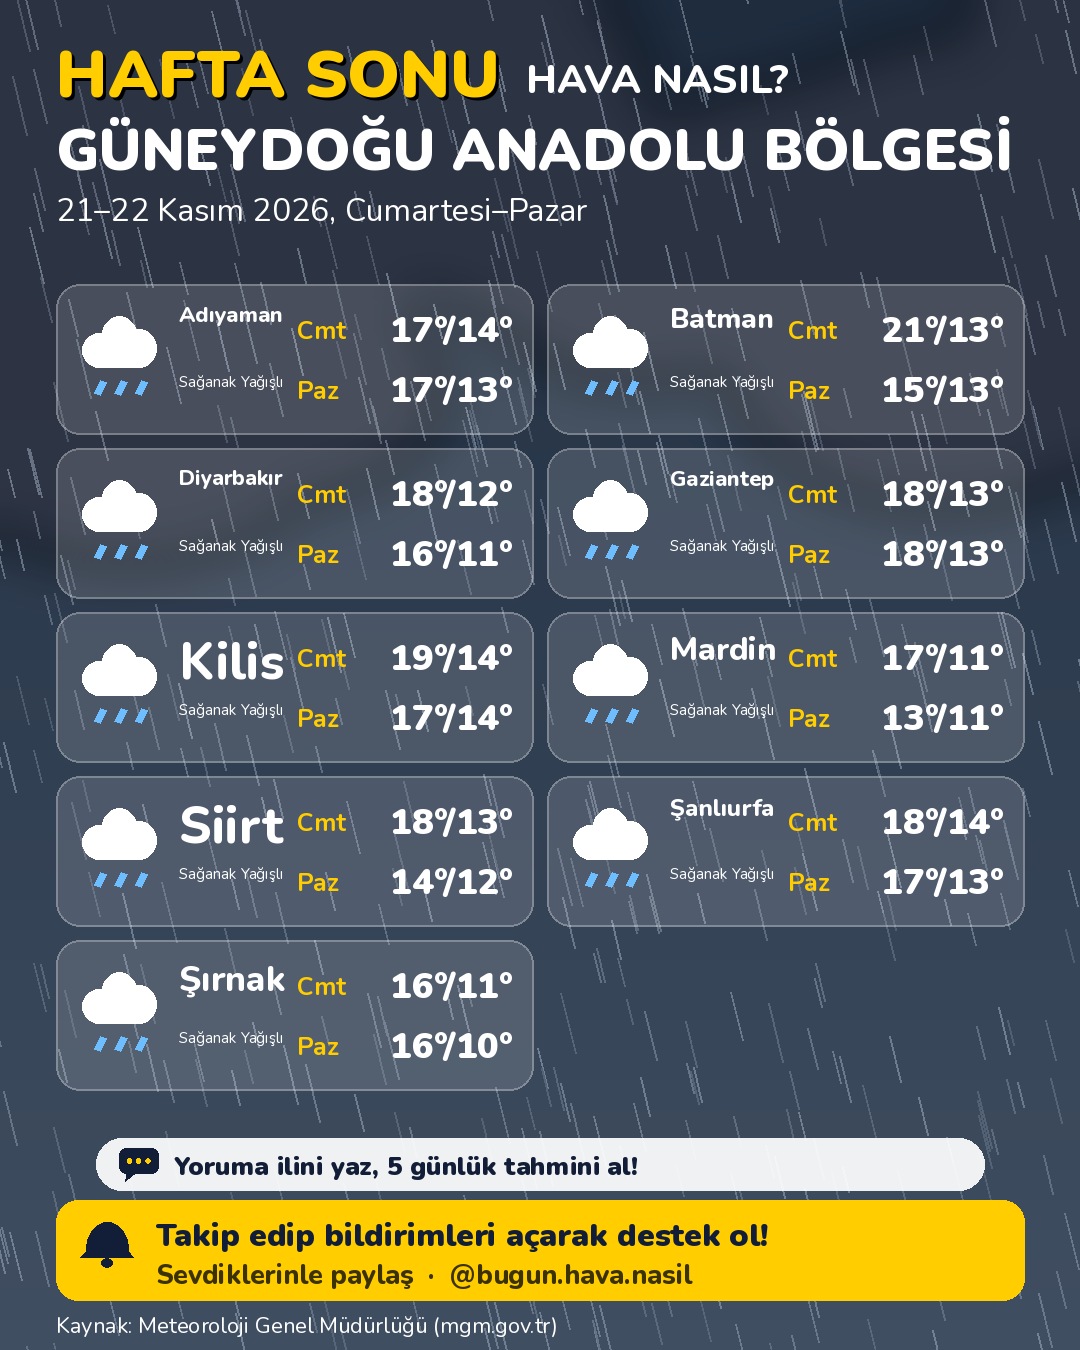 HAFTA SONU HAVA NASIL?
GÜNEYDOĞU ANADOLU BÖLGESİ
21–22 Kasım 2026, Cumartesi–Pazar
Adıyaman Cmt 17°/14°
Sağanak Yağışlı Paz 17°/13°
Batman Cmt 21°/13°
Sağanak Yağışlı Paz 15°/13°
Diyarbakır Cmt 18°/12°
Sağanak Yağışlı Paz 16°/11°
Gaziantep Cmt 18°/13°
Sağanak Yağışlı Paz 18°/13°
Kilis Cmt 19°/14°
Sağanak Yağışlı Paz 17°/14°
Mardin Cmt 17°/11°
Sağanak Yağışlı Paz 13°/11°
Siirt Cmt 18°/13°
Sağanak Yağışlı Paz 14°/12°
Şanlıurfa Cmt 18°/14°
Sağanak Yağışlı Paz 17°/13°
Şırnak Cmt 16°/11°
Sağanak Yağışlı Paz 16°/10°
Yoruma ilini yaz, 5 günlük tahmini al!
Takip edip bildirimleri açarak destek ol!
Sevdiklerinle paylaş · @bugun.hava.nasil
Kaynak: Meteoroloji Genel Müdürlüğü (mgm.gov.tr)